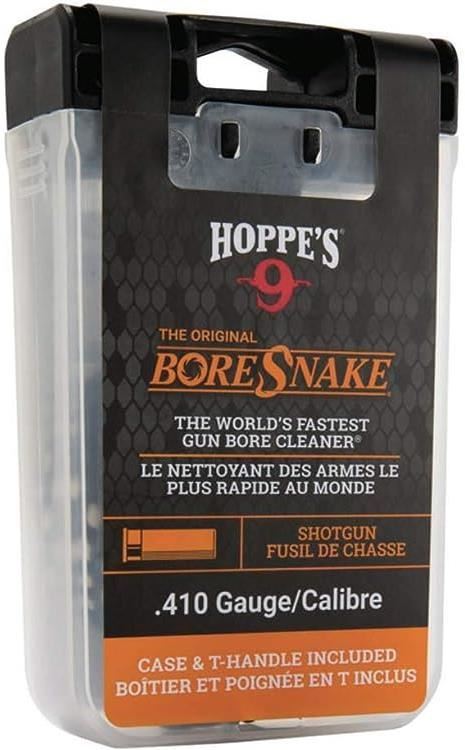 HOPPE'S
9
THE ORIGINAL
BORESNAKE
THE WORLD'S FASTEST
GUN BORE CLEANER®
LE NETTOYANT DES ARMES LE
PLUS RAPIDE AU MONDE
SHOTGUN
FUSIL DE CHASSE
.410 Gauge/Calibre
CASE & T-HANDLE INCLUDED
BOÎTIER ET POIGNÉE EN T INCLUS